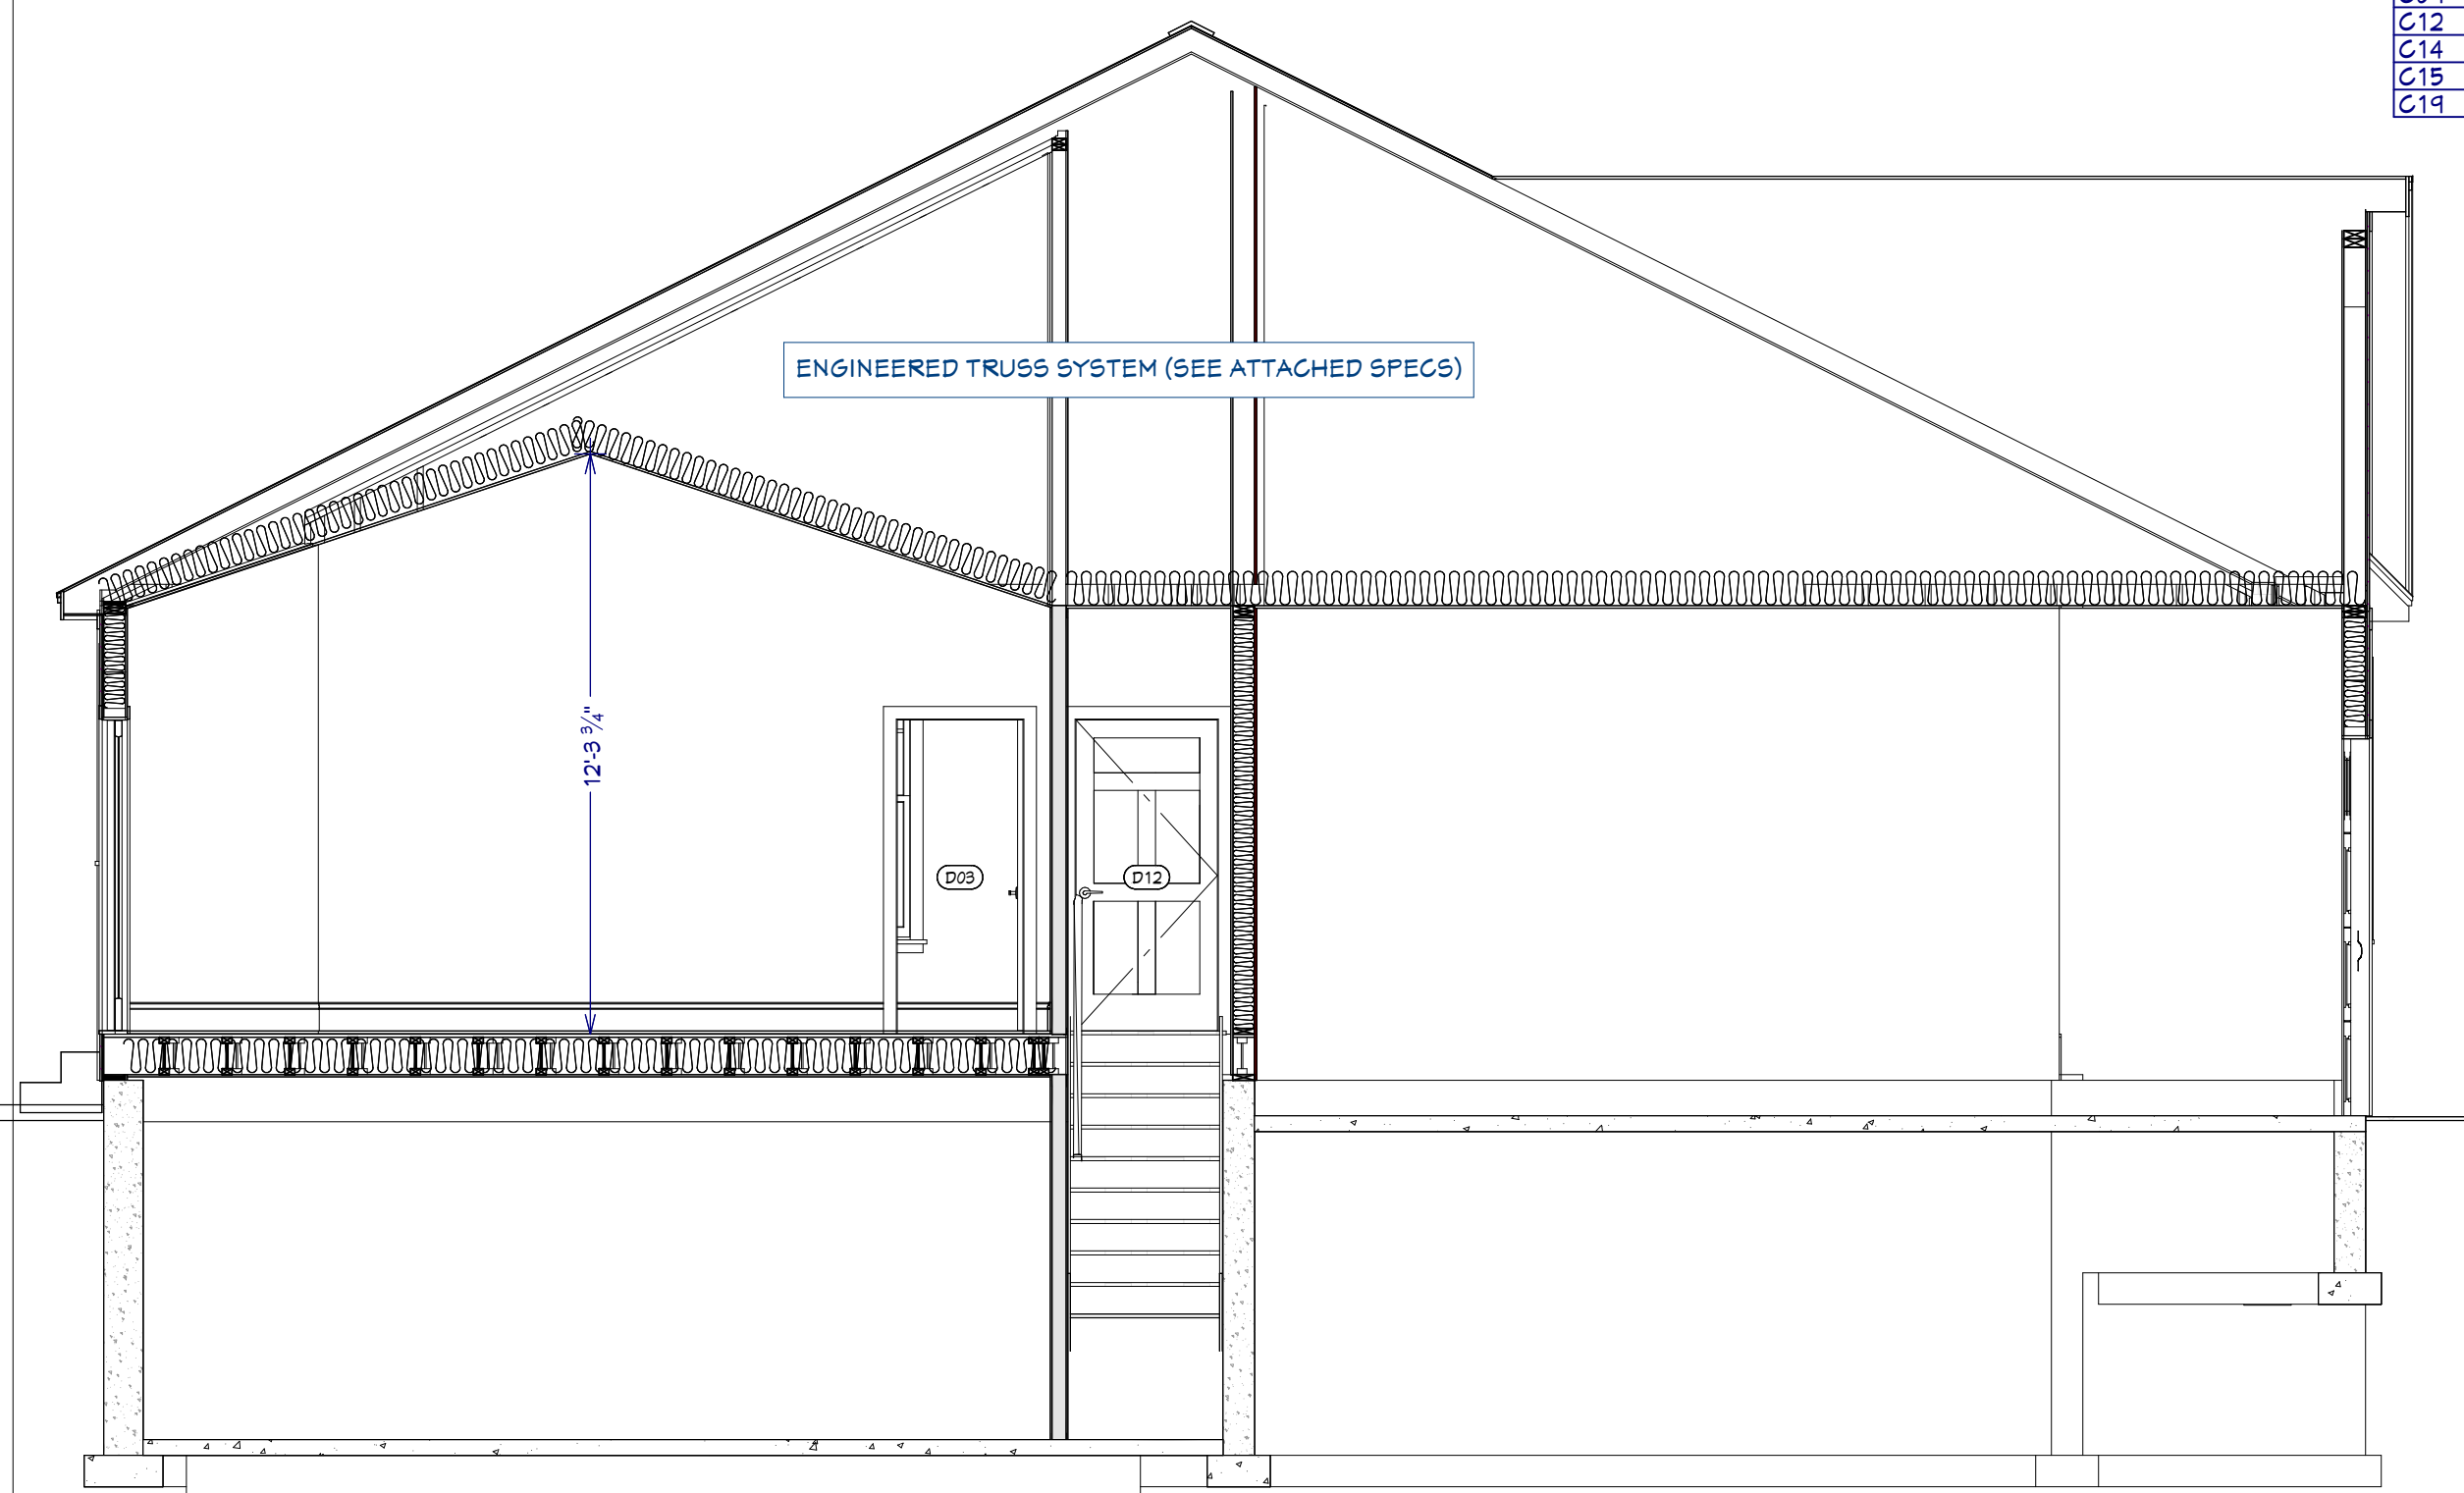 C12
C14
C15
C19
ENGINEERED TRUSS SYSTEM (SEE ATTACHED SPECS)
12'-3 3/4"
D03
D12